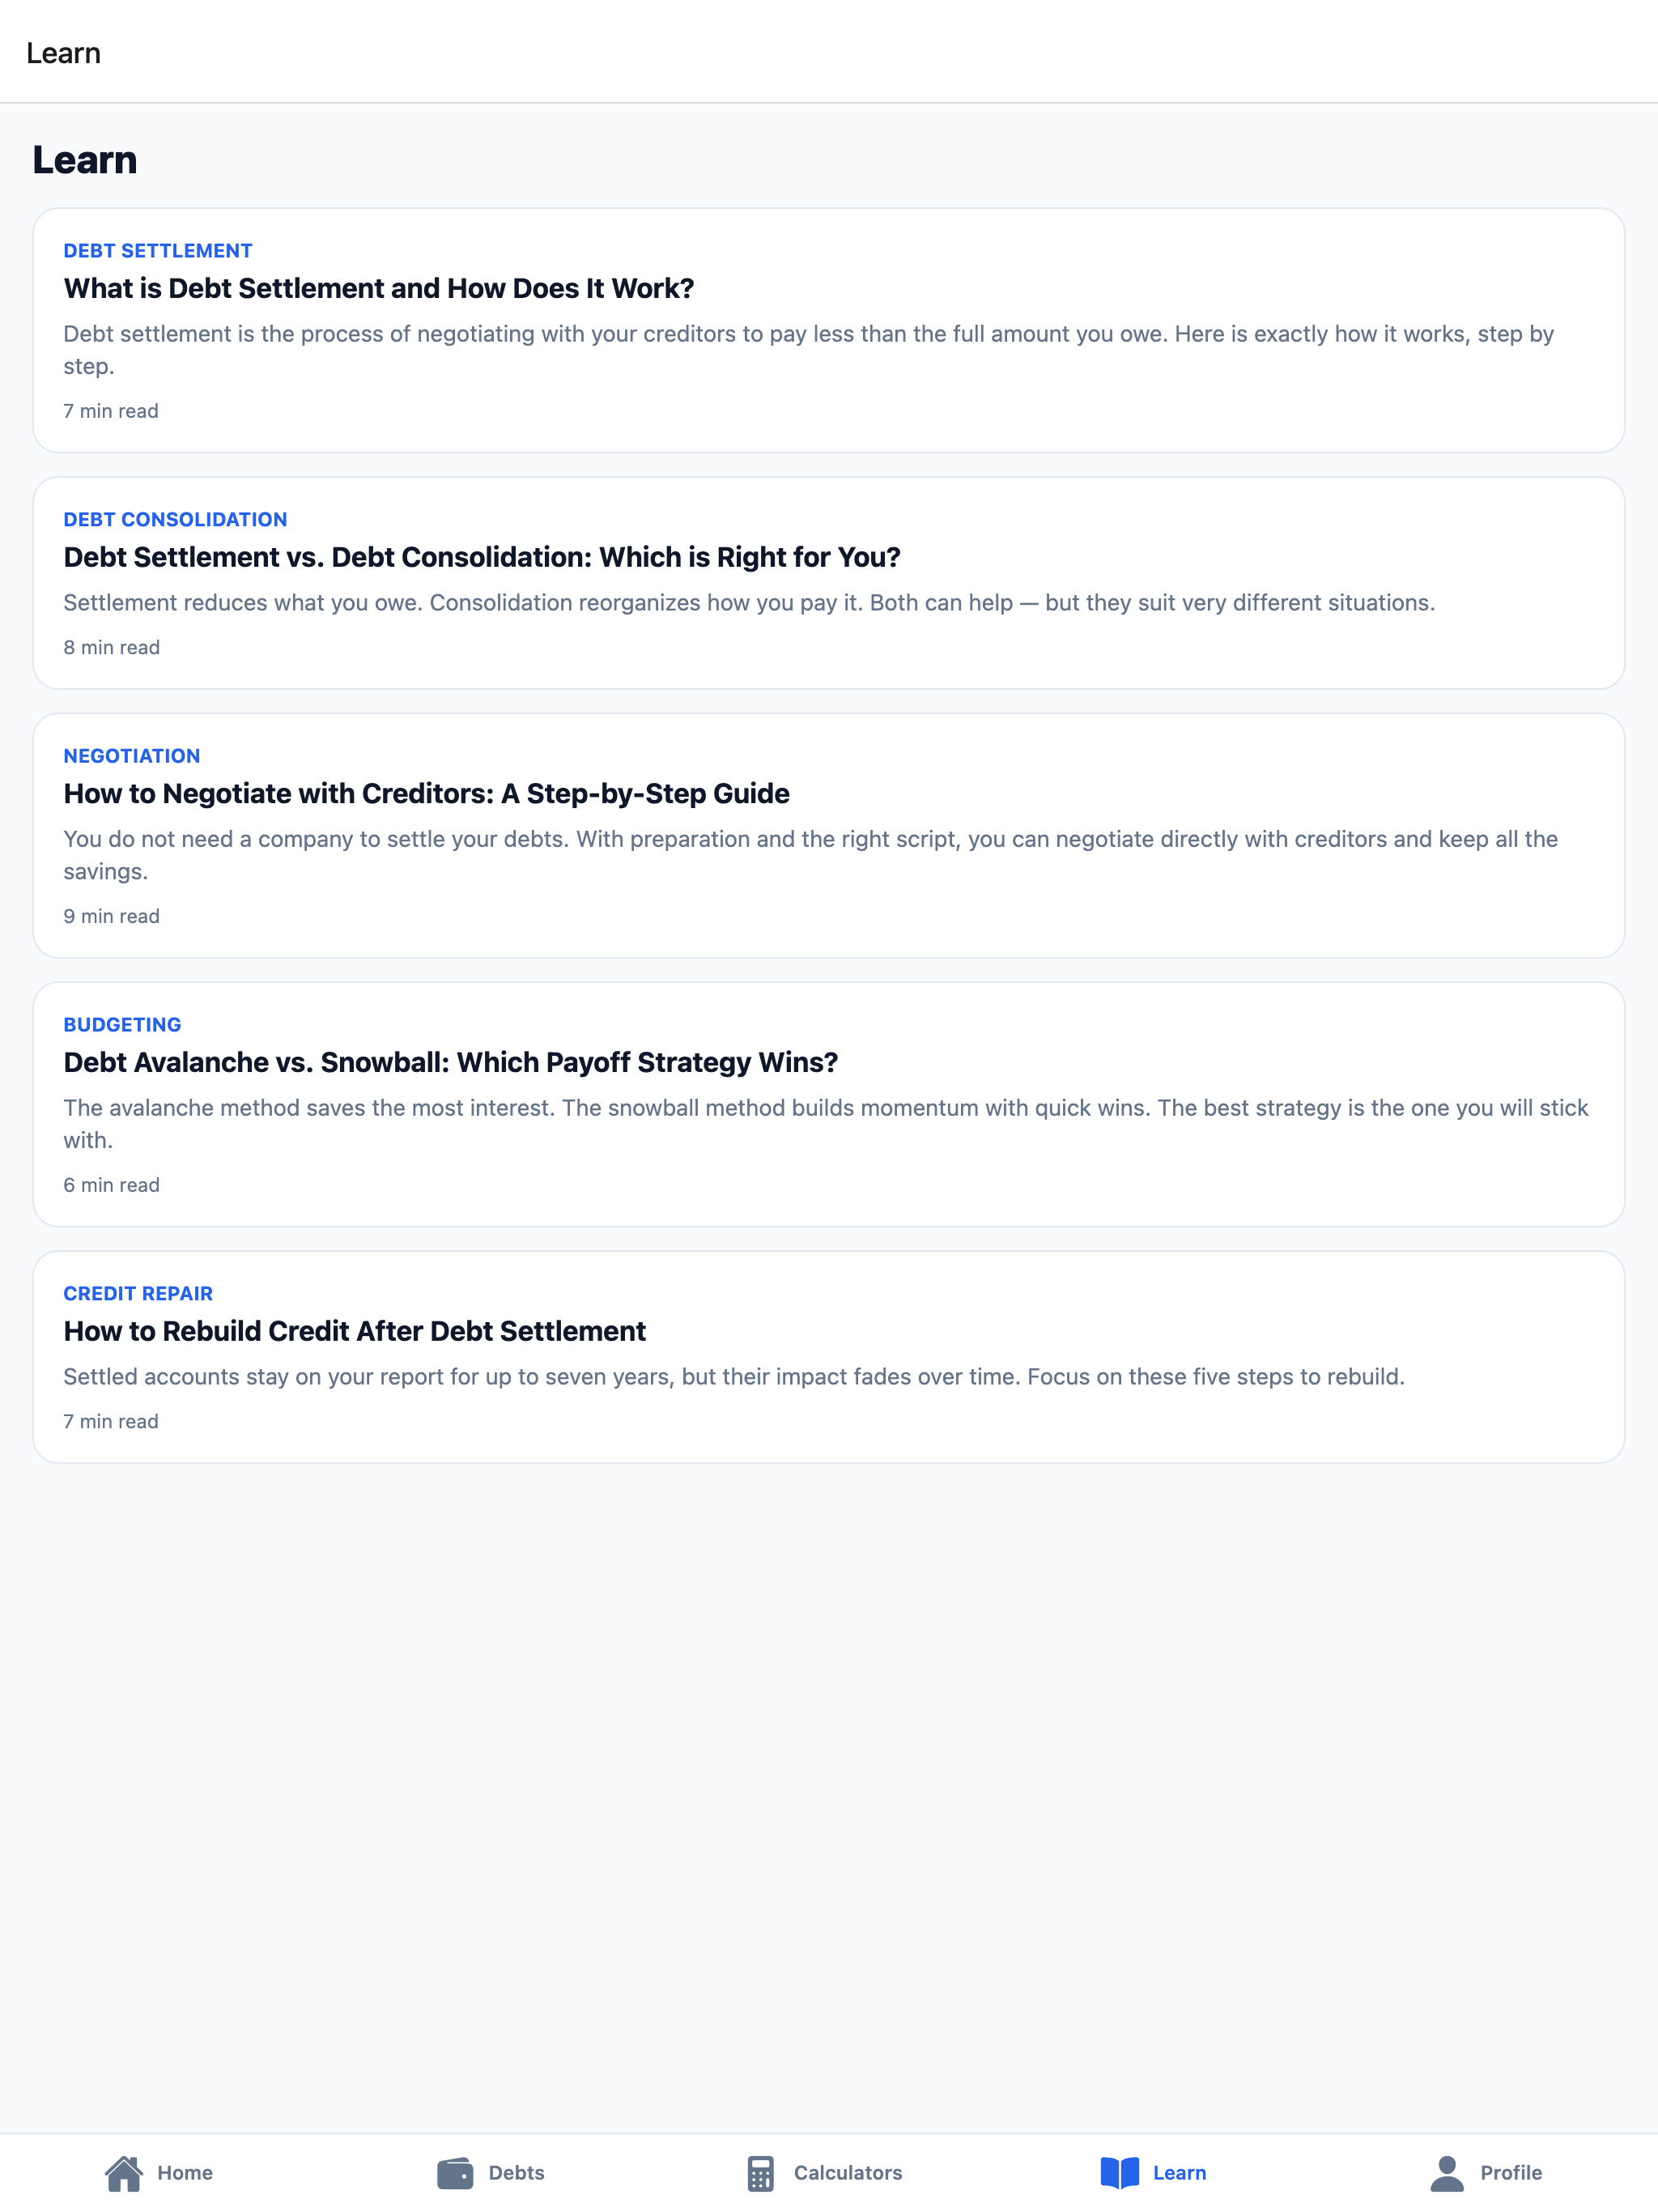 Learn
Learn
DEBT SETTLEMENT
What is Debt Settlement and How Does It Work?
Debt settlement is the process of negotiating with your creditors to pay less than the full amount you owe. Here is exactly how it works, step by
step.
7 min read
DEBT CONSOLIDATION
Debt Settlement vs. Debt Consolidation: Which is Right for You?
Settlement reduces what you owe. Consolidation reorganizes how you pay it. Both can help — but they suit very different situations.
8 min read
NEGOTIATION
How to Negotiate with Creditors: A Step-by-Step Guide
You do not need a company to settle your debts. With preparation and the right script, you can negotiate directly with creditors and keep all the
savings.
9 min read
BUDGETING
Debt Avalanche vs. Snowball: Which Payoff Strategy Wins?
The avalanche method saves the most interest. The snowball method builds momentum with quick wins. The best strategy is the one you will stick
with.
6 min read
CREDIT REPAIR
How to Rebuild Credit After Debt Settlement
Settled accounts stay on your report for up to seven years, but their impact fades over time. Focus on these five steps to rebuild.
7 min read
Home
Debts
Calculators
Learn
Profile